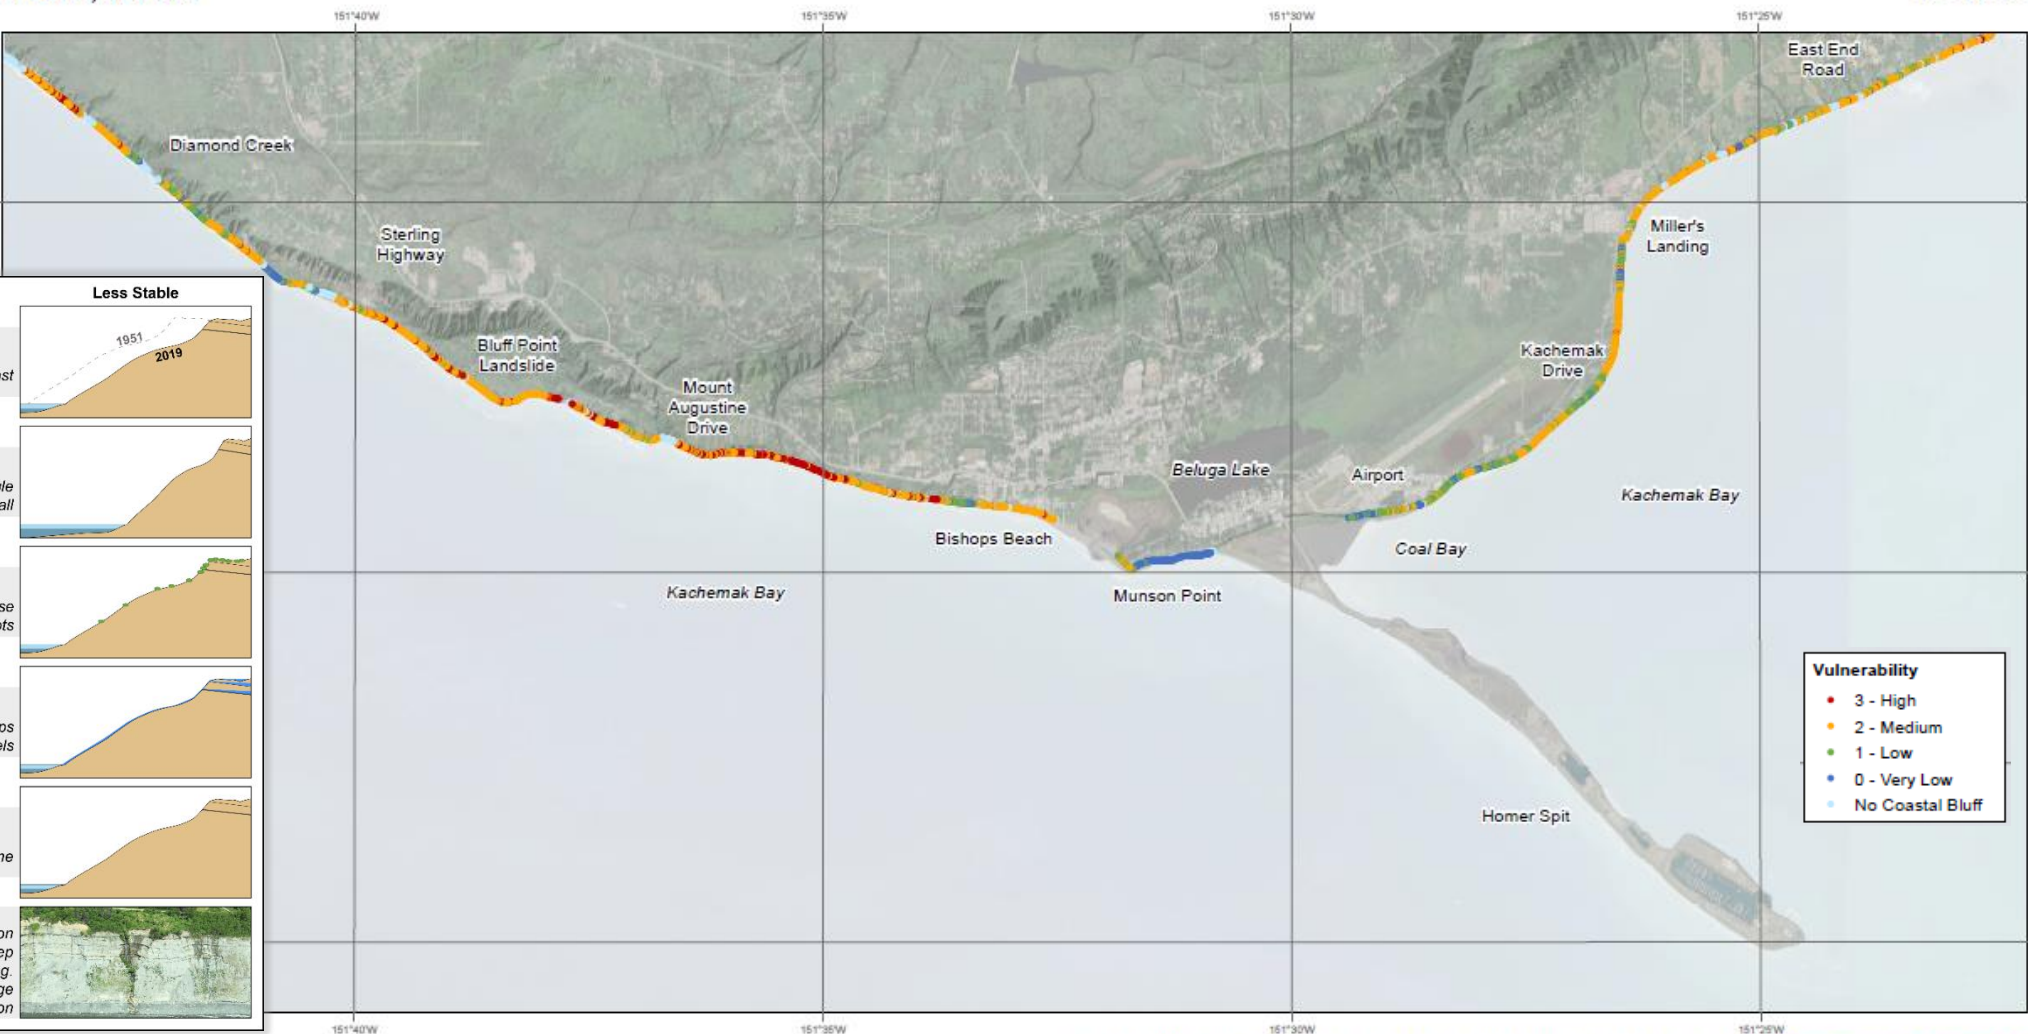 151°40'W
151°35'W
151°30'W
151°25'W
East End
Road
Diamond Creek
Sterling
Highway
Miller's
Landing
Bluff Point
Landslide
Kachemak
Drive
Mount
Augustine
Drive
Beluga Lake
Airport
Kachemak Bay
Bishops Beach
Coal Bay
Kachemak Bay
Munson Point
Homer Spit
Less Stable
1951
2019
Vulnerability
3 - High
2 - Medium
1 - Low
0 - Very Low
No Coastal Bluff
151°40'W
151°35'W
151°30'W
151°25'W